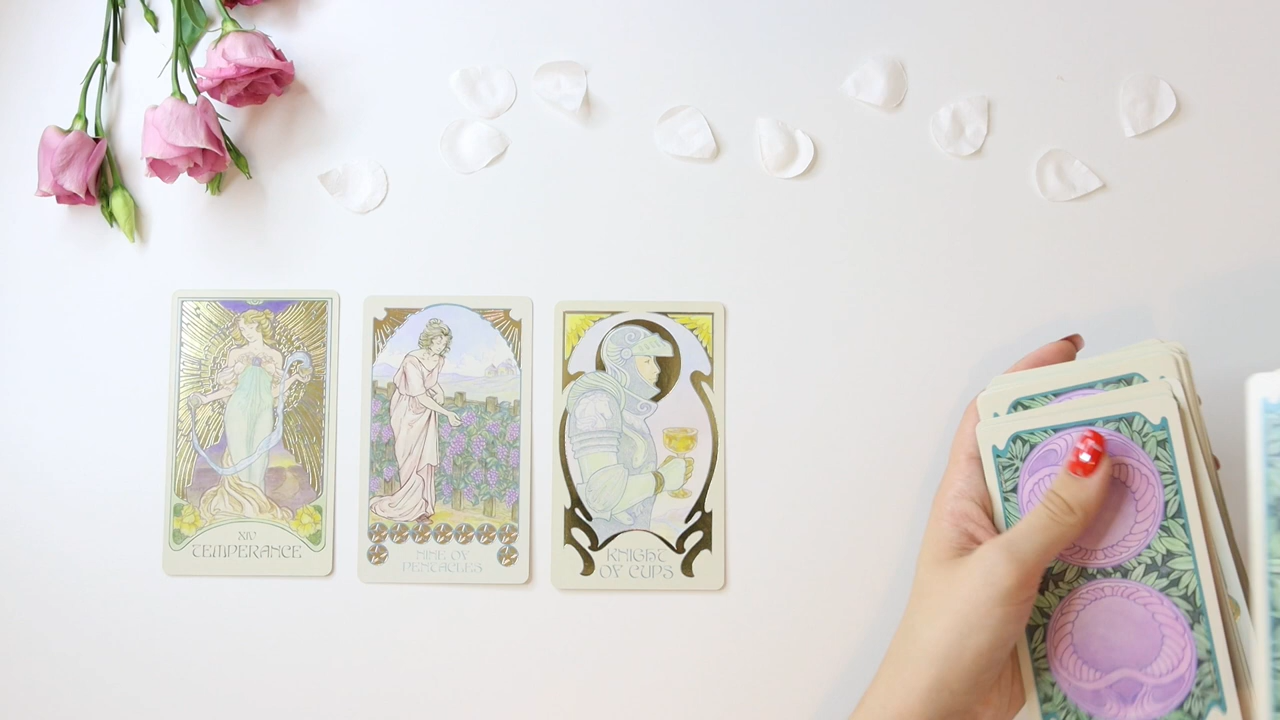 XIV
TEMPERANCE
NINE OF
PENTACLES
KNIGHT
OF CUPS